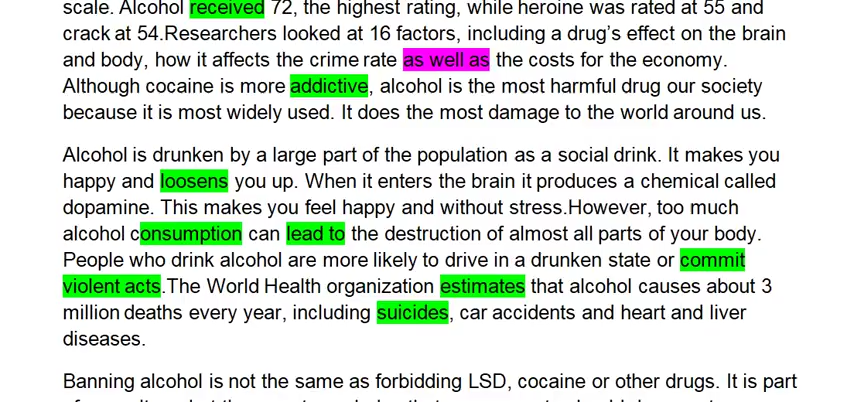 scale. Alcohol received 72, the highest rating, while heroine was rated at 55 and
crack at 54.Researchers looked at 16 factors, including a drug's effect on the brain
and body, how it affects the crime rate as well as the costs for the economy.
Although cocaine is more addictive, alcohol is the most harmful drug our society
because it is most widely used. It does the most damage to the world around us.
Alcohol is drunken by a large part of the population as a social drink. It makes you
happy and loosens you up. When it enters the brain it produces a chemical called
dopamine. This makes you feel happy and without stress.However, too much
alcohol consumption can lead to the destruction of almost all parts of your body.
People who drink alcohol are more likely to drive in a drunken state or commit
violent acts.The World Health organization estimates that alcohol causes about 3
million deaths every year, including suicides, car accidents and heart and liver
diseases.
Banning alcohol is not the same as forbidding LSD, cocaine or other drugs. It is part